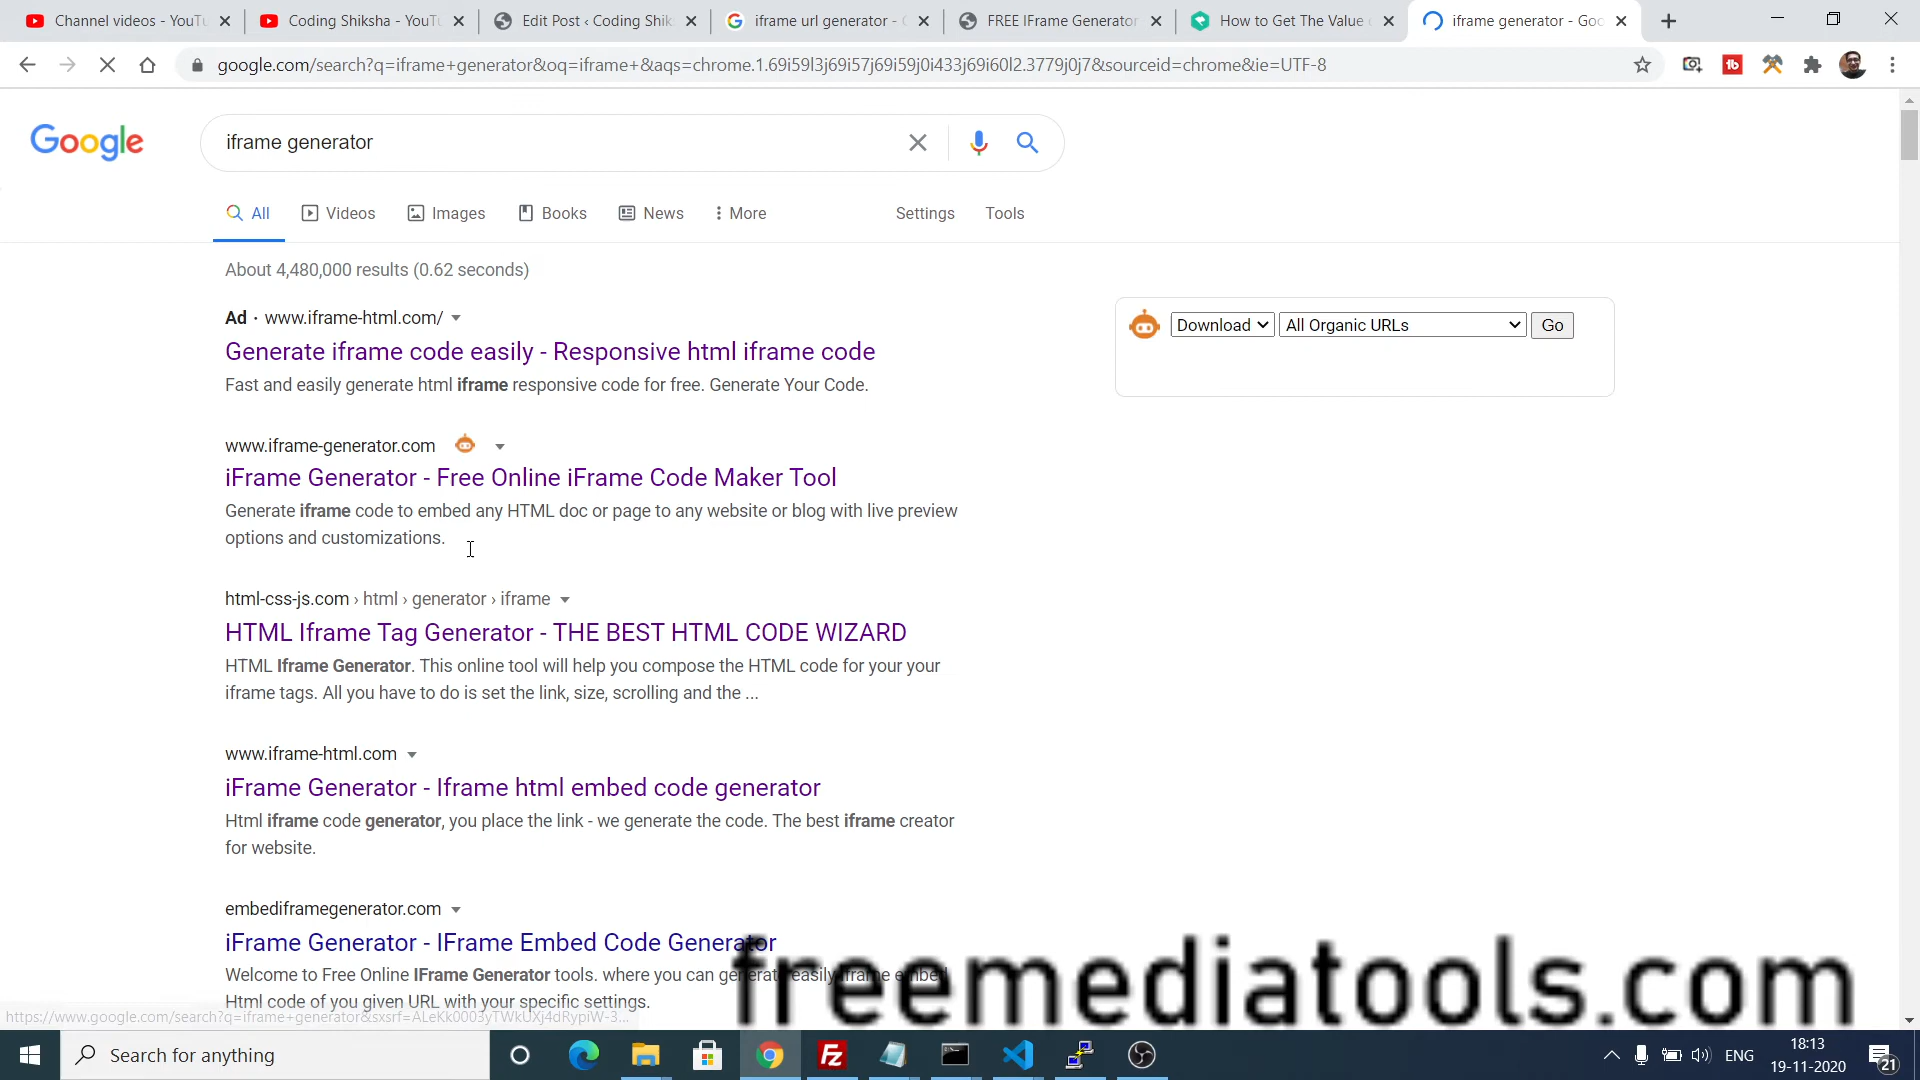 Channel videos - YouTu
Coding Shiksha - YouTu
Edit Post ‹ Coding Shik
iframe url generator - G
FREE IFrame Generator
How to Get The Value
iframe generator - Goo
google.com/search?q=iframe+generator&oq=iframe+&aqs=chrome.1.69i59l3j69i57j69i59j0i433j69i60l2.3779j0j7&sourceid=chrome&ie=UTF-8
Google
iframe generator
All
Videos
Images
Books
News
More
Settings
Tools
About 4,480,000 results (0.62 seconds)
Ad · www.iframe-html.com/
Generate iframe code easily - Responsive html iframe code
Fast and easily generate html iframe responsive code for free. Generate Your Code.
Download
All Organic URLs
Go
www.iframe-generator.com
iFrame Generator - Free Online iFrame Code Maker Tool
Generate iframe code to embed any HTML doc or page to any website or blog with live preview
options and customizations.
html-css-js.com › html › generator › iframe
HTML Iframe Tag Generator - THE BEST HTML CODE WIZARD
HTML Iframe Generator. This online tool will help you compose the HTML code for your your
iframe tags. All you have to do is set the link, size, scrolling and the ...
www.iframe-html.com
iFrame Generator - Iframe html embed code generator
Html iframe code generator, you place the link - we generate the code. The best iframe creator
for website.
embediframegenerator.com
iFrame Generator - IFrame Embed Code Generator
Welcome to Free Online IFrame Generator tools. where you can generate easily iframe embed
Html code of you given URL with your specific settings.
freemediatools.com
https://www.google.com/search?q=iframe+generator&sxsrf=ALeKk0003yTWkUXj4dRypiW-3...
Search for anything
ENG
18:13
19-11-2020
21